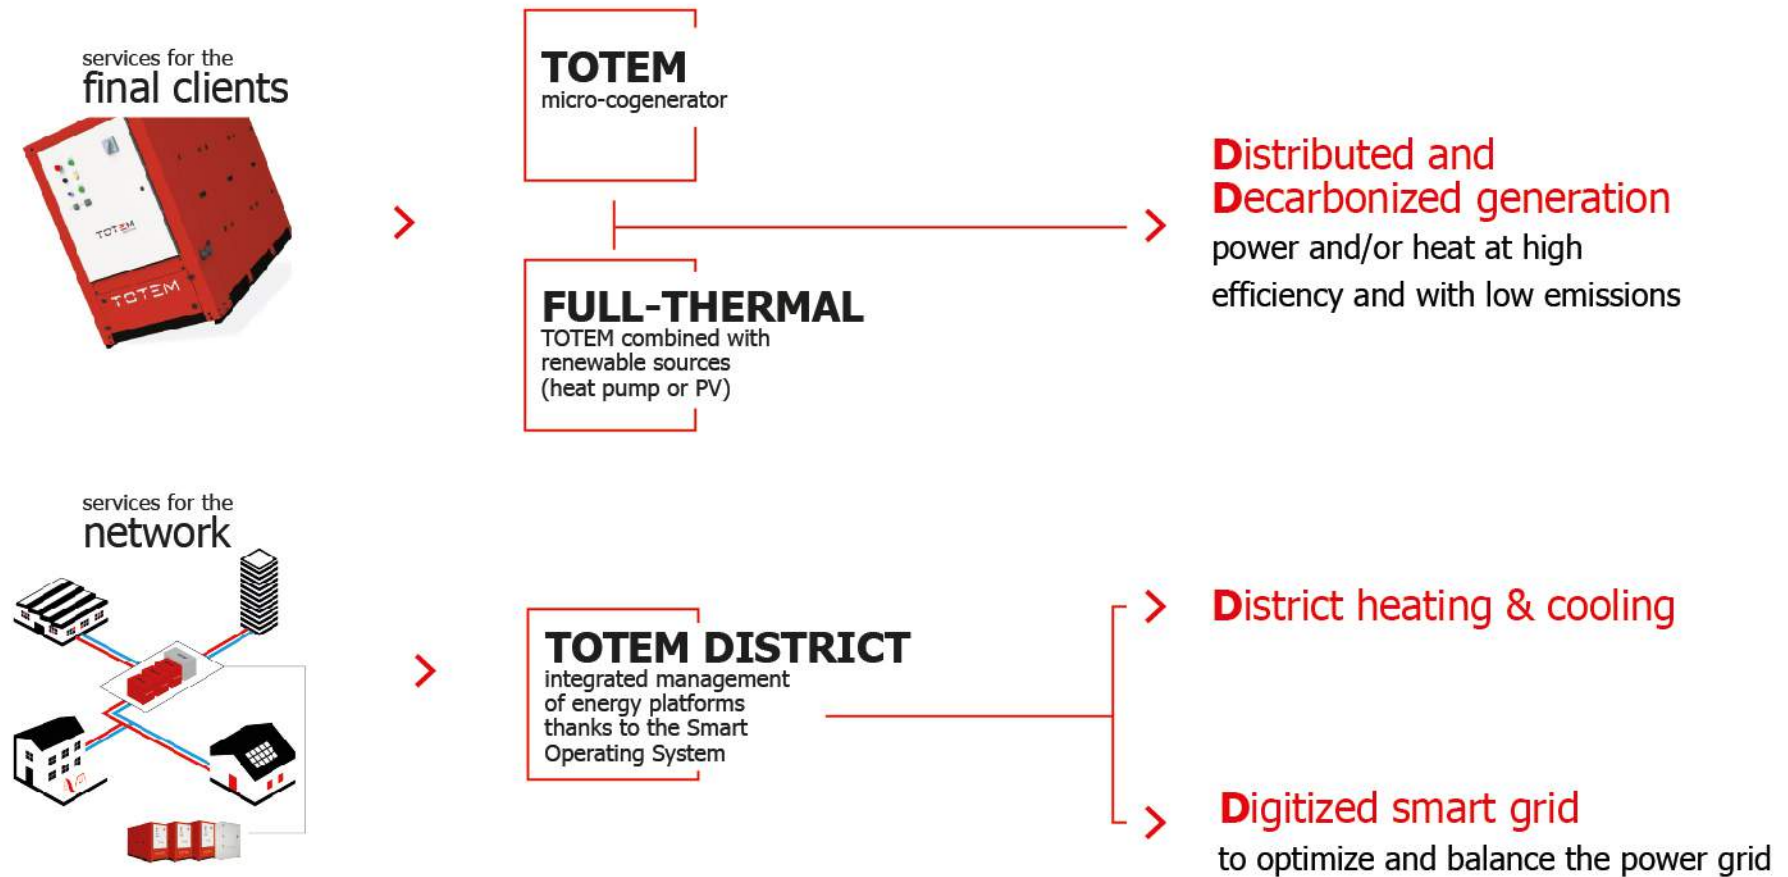 services for the
final clients
TOTEM
TOTEM
TOTEM
micro-cogenerator
FULL-THERMAL
TOTEM combined with
renewable sources
(heat pump or PV)
Distributed and
Decarbonized generation
power and/or heat at high
efficiency and with low emissions
services for the
network
TOTEM DISTRICT
integrated management
of energy platforms
thanks to the Smart
Operating System
District heating & cooling
Digitized smart grid
to optimize and balance the power grid